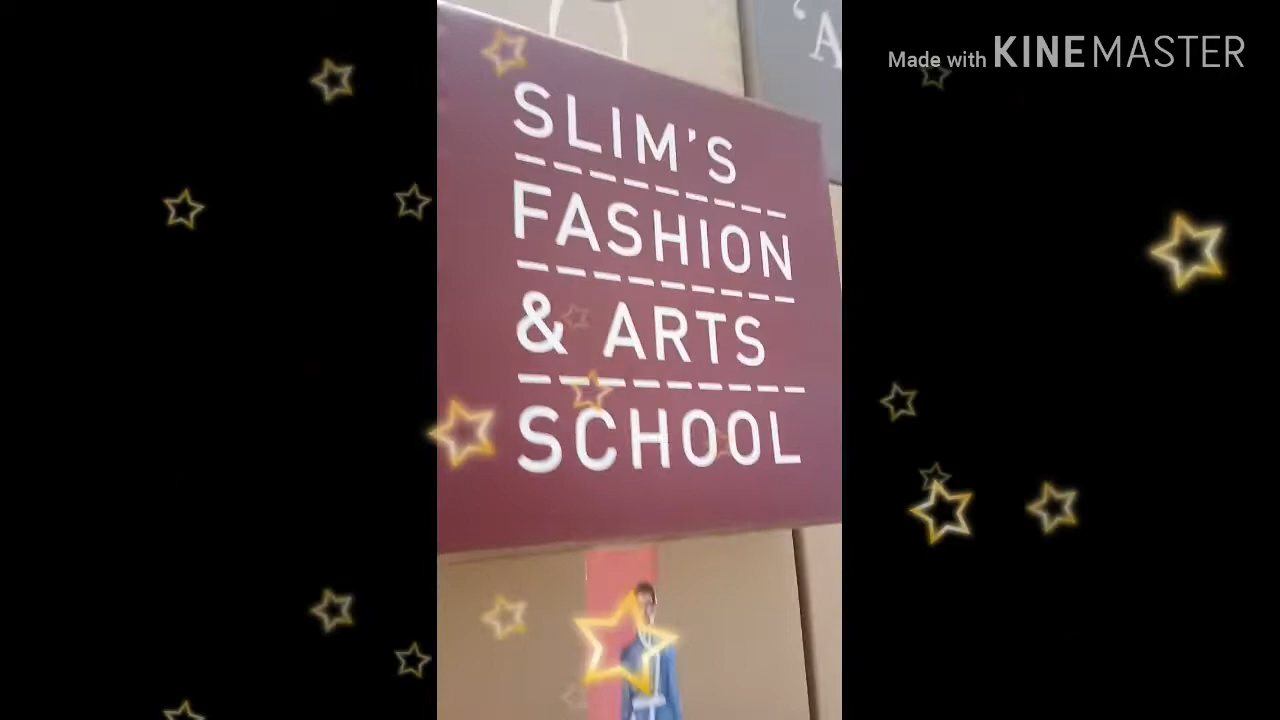 Made with KINEMASTER
'A
SLIM'S
FASHION
& ARTS
SCHOOL